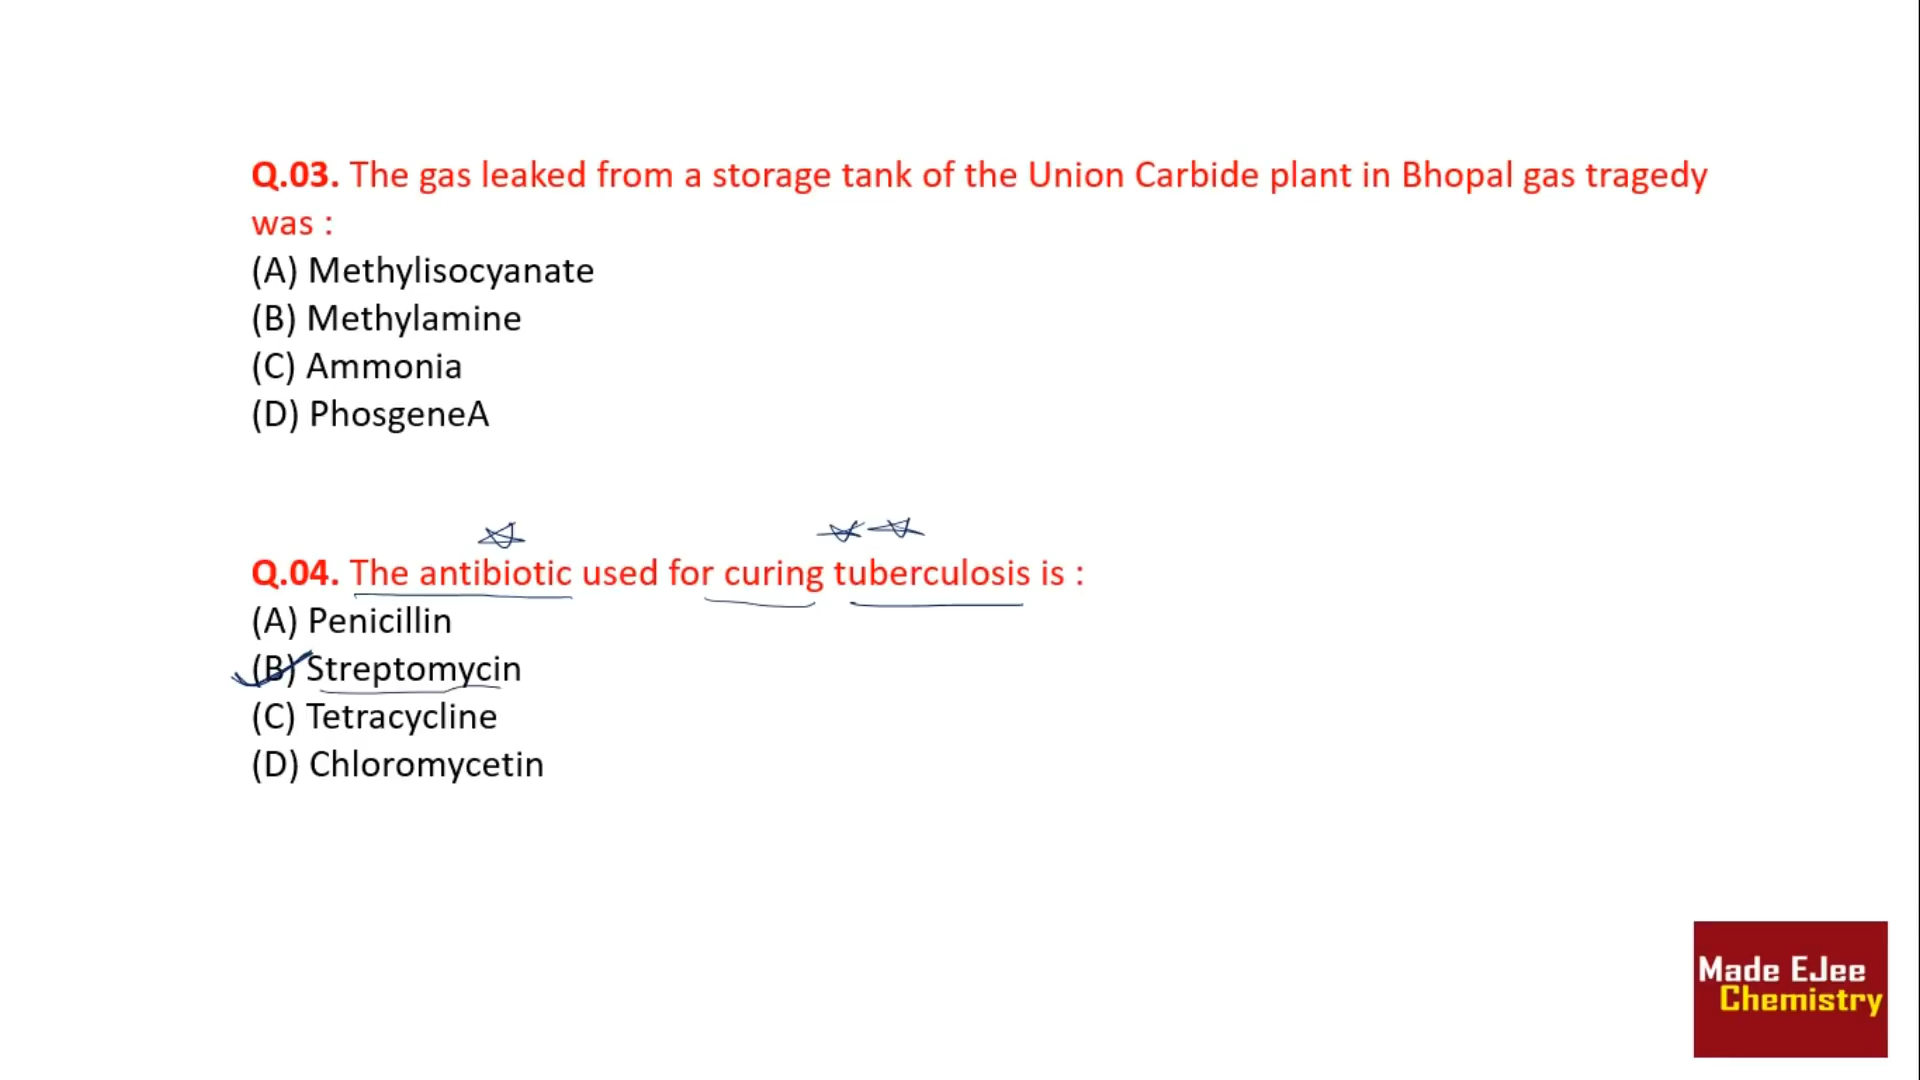 Q.03. The gas leaked from a storage tank of the Union Carbide plant in Bhopal gas tragedy
was :
(A) Methylisocyanate
(B) Methylamine
(C) Ammonia
(D) PhosgeneA
Q.04. The antibiotic used for curing tuberculosis is :
(A) Penicillin
(B) Streptomycin
(C) Tetracycline
(D) Chloromycetin
Made EJee
Chemistry